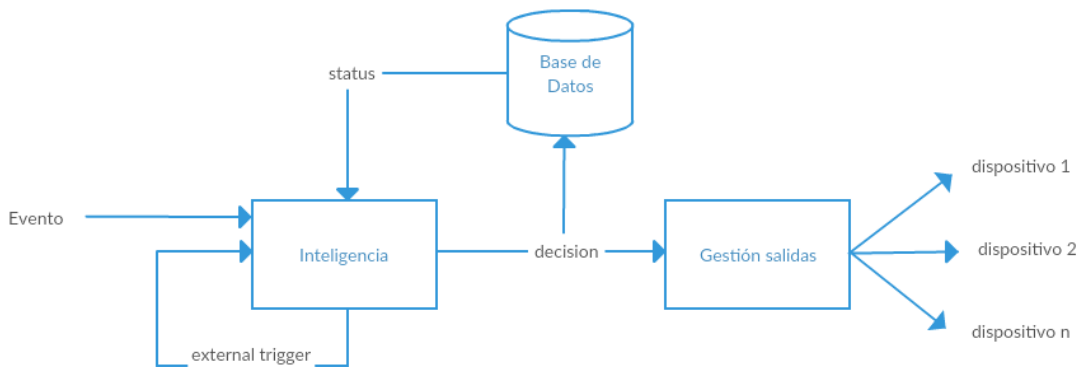 Base de
Datos
status
dispositivo 1
Evento
Inteligencia
decision
Gestión salidas
dispositivo 2
dispositivo n
external trigger